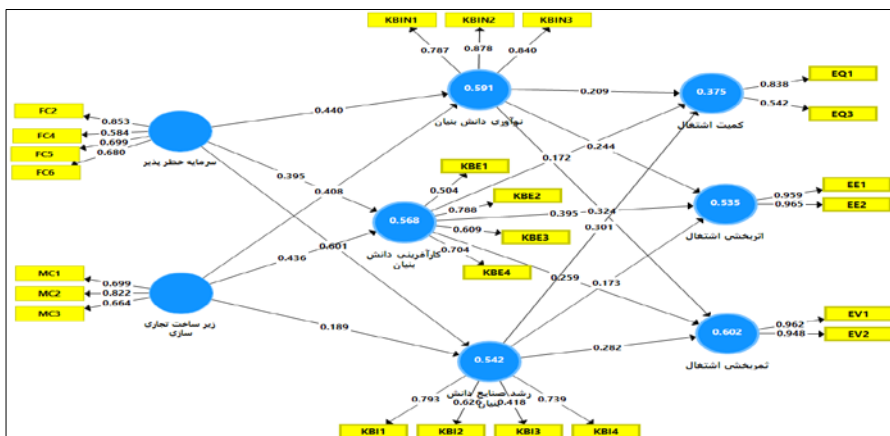 KBIN1
KBIN2
KBIN3
0.787
0.878
0.840
0.591
نوآوری دانش بنیان
FC2
FC4
FC5
FC6
0.853
0.584
0.699
0.680
سرمایه خطر پذیر
0.440
0.395
0.601
0.408
0.436
0.189
MC1
MC2
MC3
0.699
0.822
0.664
زیر ساخت تجاری
سازی
0.568
کارآفرینی دانش
بنیان
KBE1
KBE2
KBE3
KBE4
0.504
0.788
0.609
0.704
0.542
رشد صنایع دانش
بنیان
0.793
0.626
0.418
0.739
KBI1
KBI2
KBI3
KBI4
0.209
0.172
0.244
0.395
0.324
0.301
0.259
0.173
0.282
0.375
کمیت اشتغال
0.838
0.542
EQ1
EQ3
0.535
اثربخشی اشتغال
0.959
0.965
EE1
EE2
0.602
ثمربخشی اشتغال
0.962
0.948
EV1
EV2